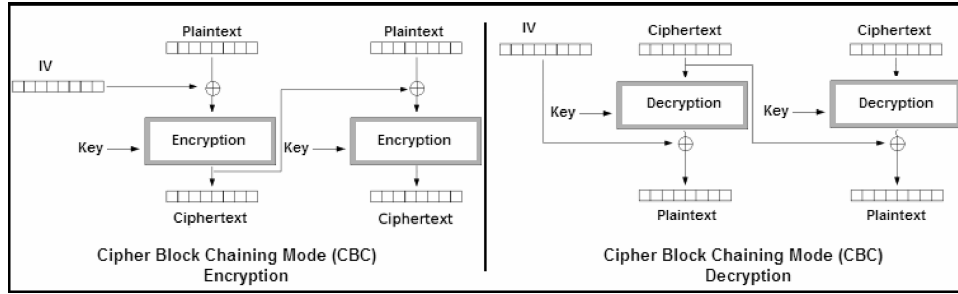 Plaintext
Plaintext
IV
Key
Encryption
Key
Encryption
Ciphertext
Ciphertext
Cipher Block Chaining Mode (CBC)
Encryption
IV
Ciphertext
Ciphertext
Key
Decryption
Key
Decryption
Plaintext
Plaintext
Cipher Block Chaining Mode (CBC)
Decryption